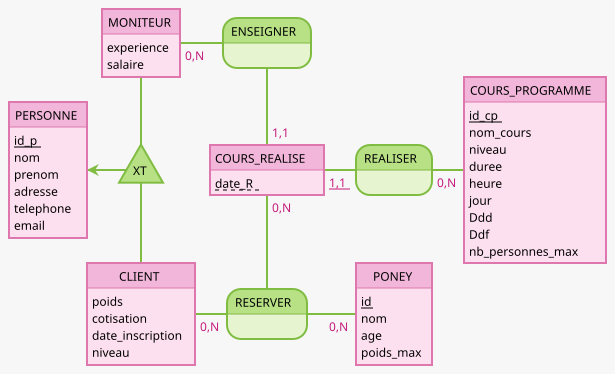 MONITEUR
experience
salaire
0,N
ENSEIGNER
1,1
PERSONNE
id_p
nom
prenom
adresse
telephone
email
XT
COURS_REALISE
date_R
1,1
0,N
REALISER
0,N
COURS_PROGRAMME
id_cp
nom_cours
niveau
duree
heure
jour
Ddd
Ddf
nb_personnes_max
CLIENT
poids
cotisation
date_inscription
niveau
0,N
RESERVER
0,N
PONEY
id
nom
age
poids_max